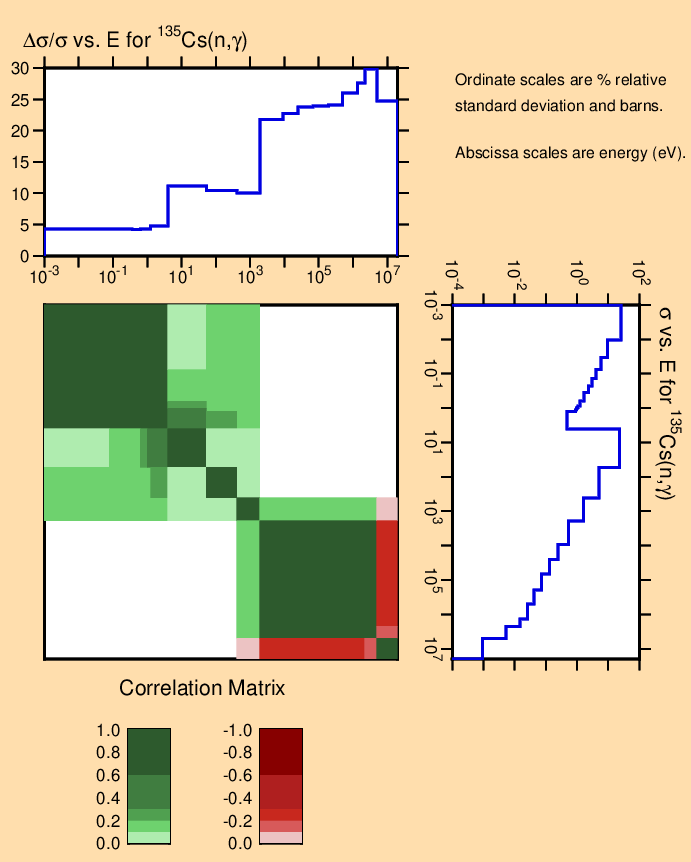 Δσ/σ vs. E for ¹³⁵Cs(n,γ)
Ordinate scales are % relative
standard deviation and barns.
Abscissa scales are energy (eV).
30
25
20
15
10
5
0
10⁻³ 10⁻¹ 10¹ 10³ 10⁵ 10⁷
10⁻⁴ 10⁻² 10⁰ 10²
σ vs. E for ¹³⁵Cs(n,γ)
10⁻³
10⁻¹
10¹
10³
10⁵
10⁷
Correlation Matrix
1.0 -1.0
0.8 -0.8
0.6 -0.6
0.4 -0.4
0.2 -0.2
0.0 0.0